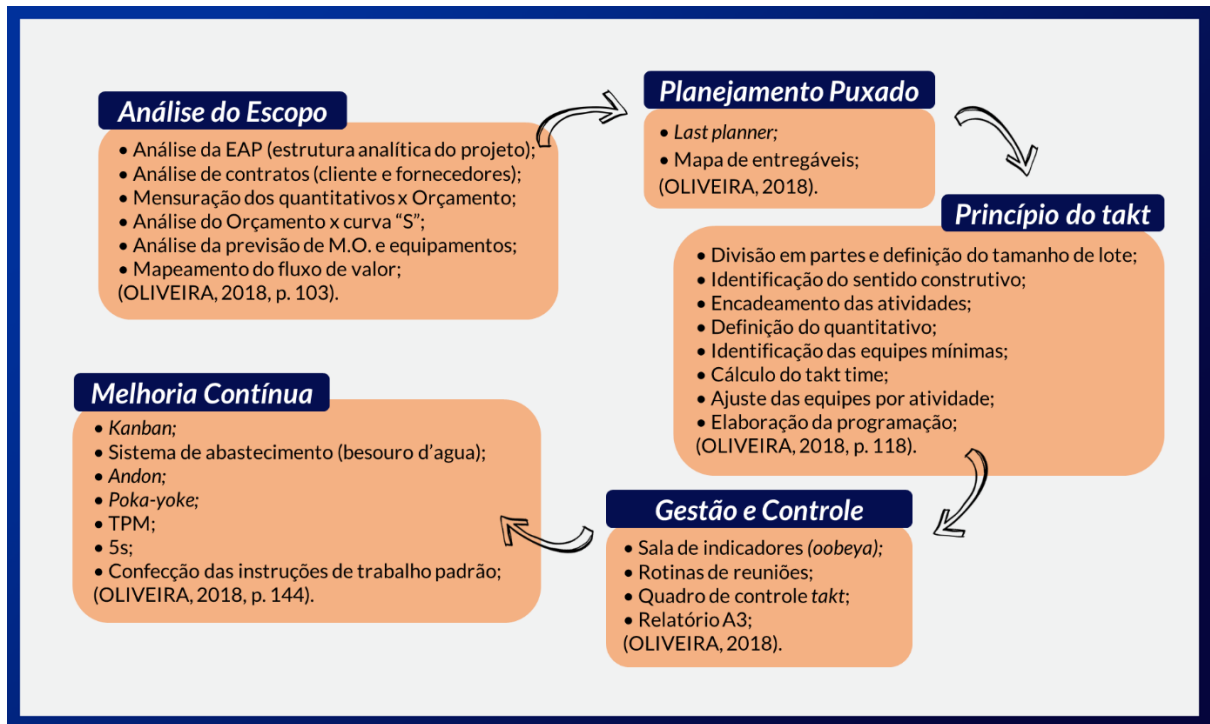 Análise do Escopo
• Análise da EAP (estrutura analítica do projeto);
• Análise de contratos (cliente e fornecedores);
• Mensuração dos quantitativos x Orçamento;
• Análise do Orçamento x curva “S”;
• Análise da previsão de M.O. e equipamentos;
• Mapeamento do fluxo de valor;
(OLIVEIRA, 2018, p. 103).
Planejamento Puxado
• Last planner;
• Mapa de entregáveis;
(OLIVEIRA, 2018).
Princípio do takt
• Divisão em partes e definição do tamanho de lote;
• Identificação do sentido construtivo;
• Encadeamento das atividades;
• Definição do quantitativo;
• Identificação das equipes mínimas;
• Cálculo do takt time;
• Ajuste das equipes por atividade;
• Elaboração da programação;
(OLIVEIRA, 2018, p. 118).
Gestão e Controle
• Sala de indicadores (oobeya);
• Rotinas de reuniões;
• Quadro de controle takt;
• Relatório A3;
(OLIVEIRA, 2018).
Melhoria Contínua
• Kanban;
• Sistema de abastecimento (besouro d’agua);
• Andon;
• Poka-yoke;
• TPM;
• 5s;
• Confecção das instruções de trabalho padrão;
(OLIVEIRA, 2018, p. 144).